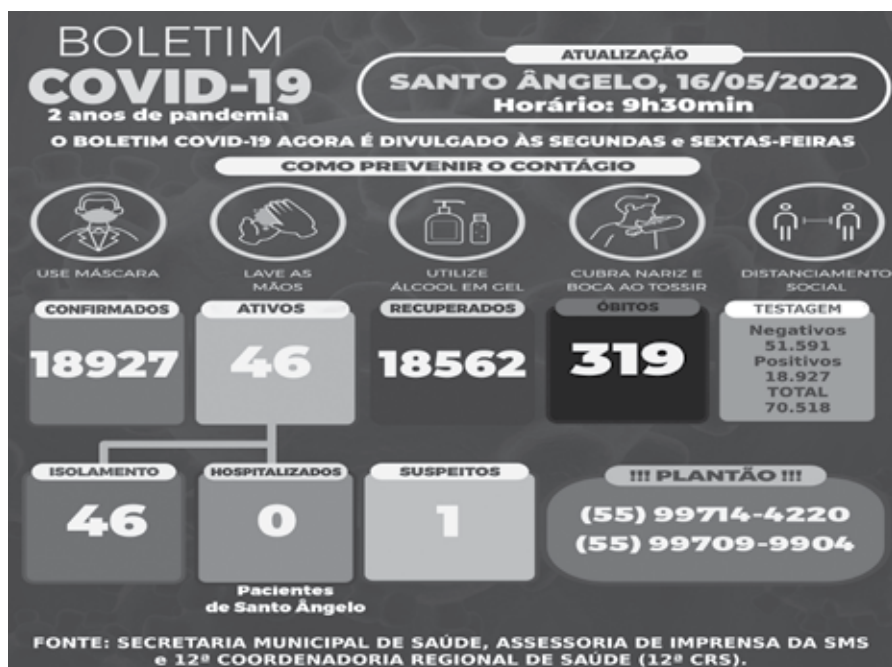 BOLETIM
COVID-19
2 anos de pandemia
ATUALIZAÇÃO
SANTO ÂNGELO, 16/05/2022
Horário: 9h30min
O BOLETIM COVID-19 AGORA É DIVULGADO ÀS SEGUNDAS e SEXTAS-FEIRAS
COMO PREVENIR O CONTÁGIO
USE MÁSCARA
LAVE AS
MÃOS
UTILIZE
ÁLCOOL EM GEL
CUBRA NARIZ E
BOCA AO TOSSIR
DISTANCIAMENTO
SOCIAL
CONFIRMADOS
18927
ATIVOS
46
RECUPERADOS
18562
ÓBITOS
319
TESTAGEM
Negativos
51.591
Positivos
18.927
TOTAL
70.518
ISOLAMENTO
46
HOSPITALIZADOS
0
Pacientes
de Santo Ângelo
SUSPEITOS
1
!!! PLANTÃO !!!
(55) 99714-4220
(55) 99709-9904
FONTE: SECRETARIA MUNICIPAL DE SAÚDE, ASSESSORIA DE IMPRENSA DA SMS
e 12ª COORDENADORIA REGIONAL DE SAÚDE (12ª CRS).